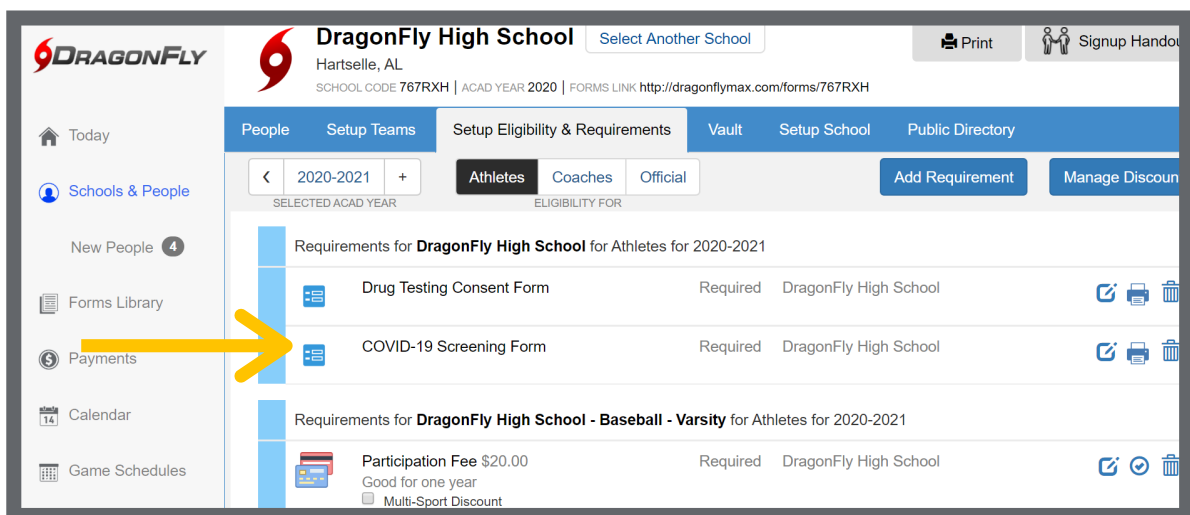 DRAGONFLY
DragonFly High School
Select Another School
Hartselle, AL
SCHOOL CODE 767RXH | ACAD YEAR 2020 | FORMS LINK http://dragonflymax.com/forms/767RXH
Print
Signup Handou
Today
Schools & People
New People 4
Forms Library
Payments
Calendar
14
Game Schedules
People
Setup Teams
Setup Eligibility & Requirements
Vault
Setup School
Public Directory
2020-2021 +
SELECTED ACAD YEAR
Athletes Coaches Official
ELIGIBILITY FOR
Add Requirement
Manage Discoun
Requirements for DragonFly High School for Athletes for 2020-2021
Drug Testing Consent Form Required DragonFly High School
COVID-19 Screening Form Required DragonFly High School
Requirements for DragonFly High School - Baseball - Varsity for Athletes for 2020-2021
Participation Fee $20.00 Required DragonFly High School
Good for one year
Multi-Sport Discount